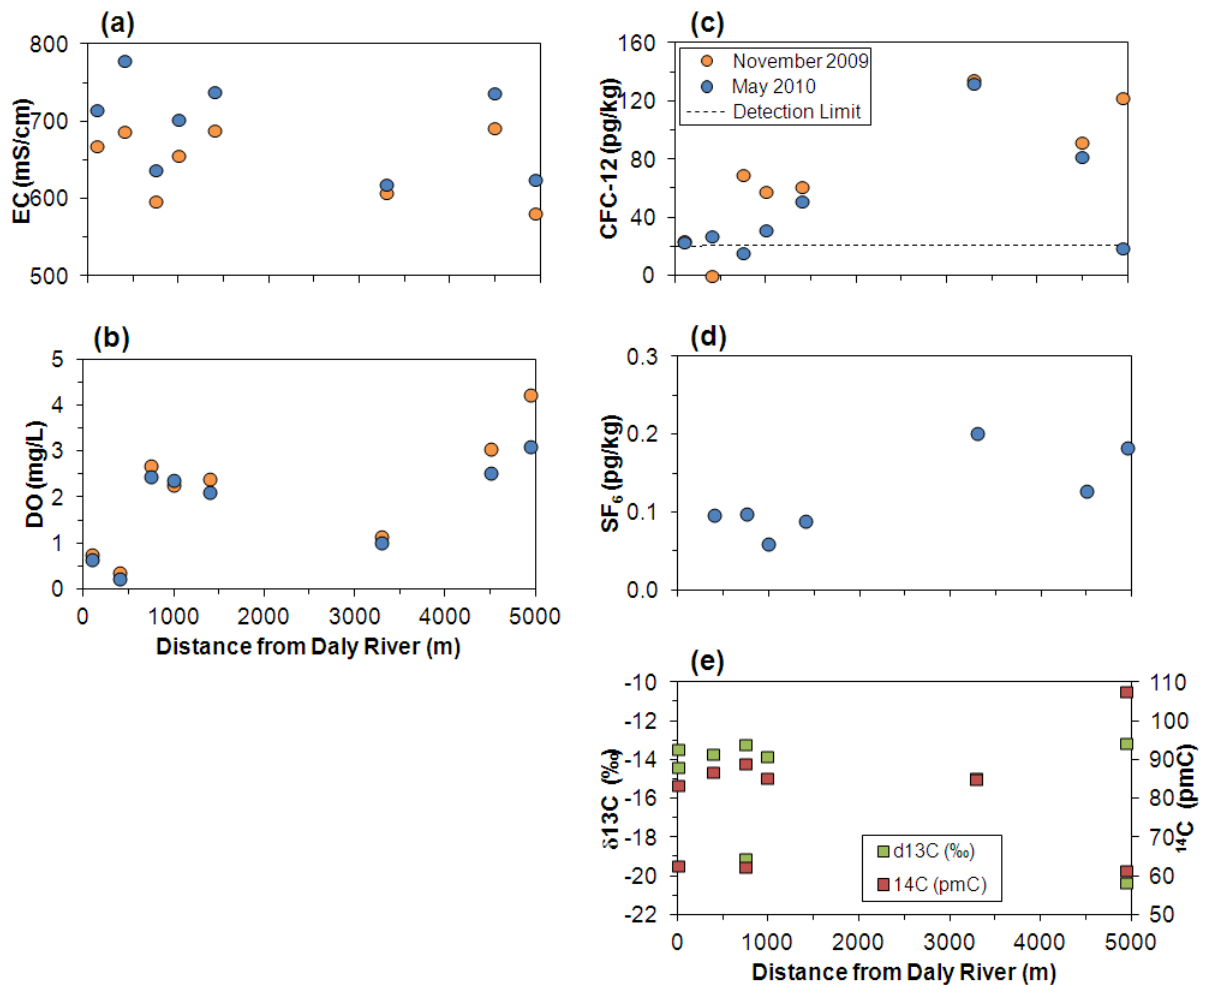 (a)
800
700
600
500
EC (mS/cm)
(b)
5
4
3
2
1
0
DO (mg/L)
0 1000 2000 3000 4000 5000
Distance from Daly River (m)
(c)
160
120
80
40
0
CFC-12 (pg/kg)
November 2009
May 2010
Detection Limit
(d)
0.3
0.2
0.1
0.0
SF6 (pg/kg)
(e)
-10
-12
-14
-16
-18
-20
-22
δ13C (‰)
d13C (‰)
14C (pmC)
110
100
90
80
70
60
50
14C (pmC)
0 1000 2000 3000 4000 5000
Distance from Daly River (m)